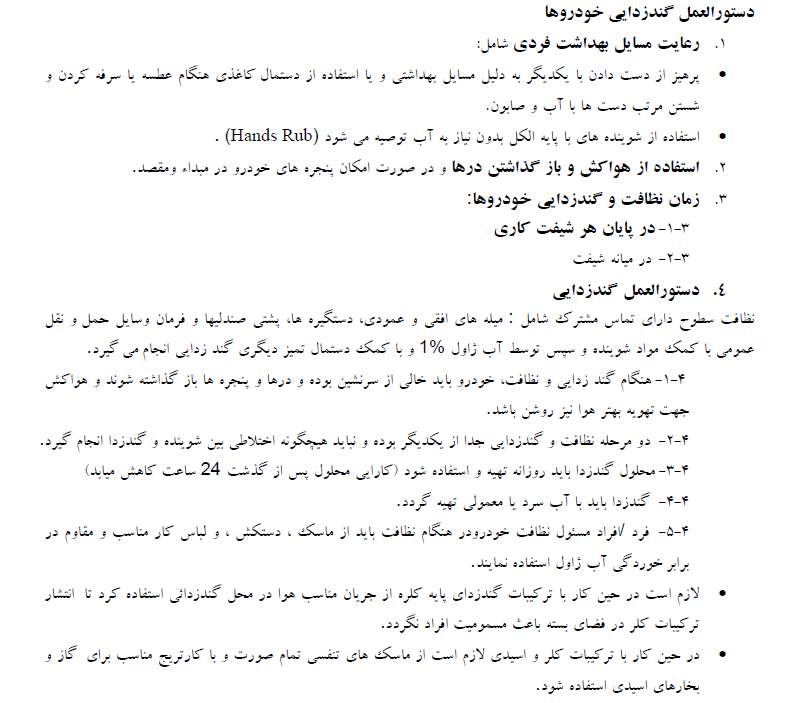 دستورالعمل گندزدایی خودروها
۱. رعایت مسایل بهداشت فردی شامل:
• پرهیز از دست دادن با یکدیگر به دلیل مسایل بهداشتی و یا استفاده از دستمال کاغذی هنگام عطسه یا سرفه کردن و
شستن مرتب دست ها با آب و صابون.
• استفاده از شوینده های با پایه الکل بدون نیاز به آب توصیه می شود (Hands Rub) .
۲. استفاده از هواکش و باز گذاشتن درها و در صورت امکان پنجره های خودرو در مبداء ومقصد.
۳. زمان نظافت و گندزدایی خودروها:
۳-۱- در پایان هر شیفت کاری
۳-۲- در میانه شیفت
٤. دستورالعمل گندزدایی
نظافت سطوح دارای تماس مشترک شامل : میله های افقی و عمودی، دستگیره ها، پشتی صندلیها و فرمان وسایل حمل و نقل
عمومی با کمک مواد شوینده و سپس توسط آب ژاول 1% و با کمک دستمال تمیز دیگری گند زدایی انجام می گیرد.
۴-۱- هنگام گند زدایی و نظافت، خودرو باید خالی از سرنشین بوده و درها و پنجره ها باز گذاشته شوند و هواکش
جهت تهویه بهتر هوا نیز روشن باشد.
۴-۲- دو مرحله نظافت و گندزدایی جدا از یکدیگر بوده و نباید هیچگونه اختلاطی بین شوینده و گندزدا انجام گیرد.
۴-۳- محلول گندزدا باید روزانه تهیه و استفاده شود (کارایی محلول پس از گذشت 24 ساعت کاهش میابد)
۴-۴- گندزدا باید با آب سرد یا معمولی تهیه گردد.
۴-۵- فرد /افراد مسئول نظافت خودرودر هنگام نظافت باید از ماسک ، دستکش ، و لباس کار مناسب و مقاوم در
برابر خوردگی آب ژاول استفاده نمایند.
• لازم است در حین کار با ترکیبات گندزدای پایه کلره از جریان مناسب هوا در محل گندزدائی استفاده کرد تا انتشار
ترکیبات کلر در فضای بسته باعث مسمومیت افراد نگردد.
• در حین کار با ترکیبات کلر و اسیدی لازم است از ماسک های تنفسی تمام صورت و با کارتریج مناسب برای گاز و
بخارهای اسیدی استفاده شود.